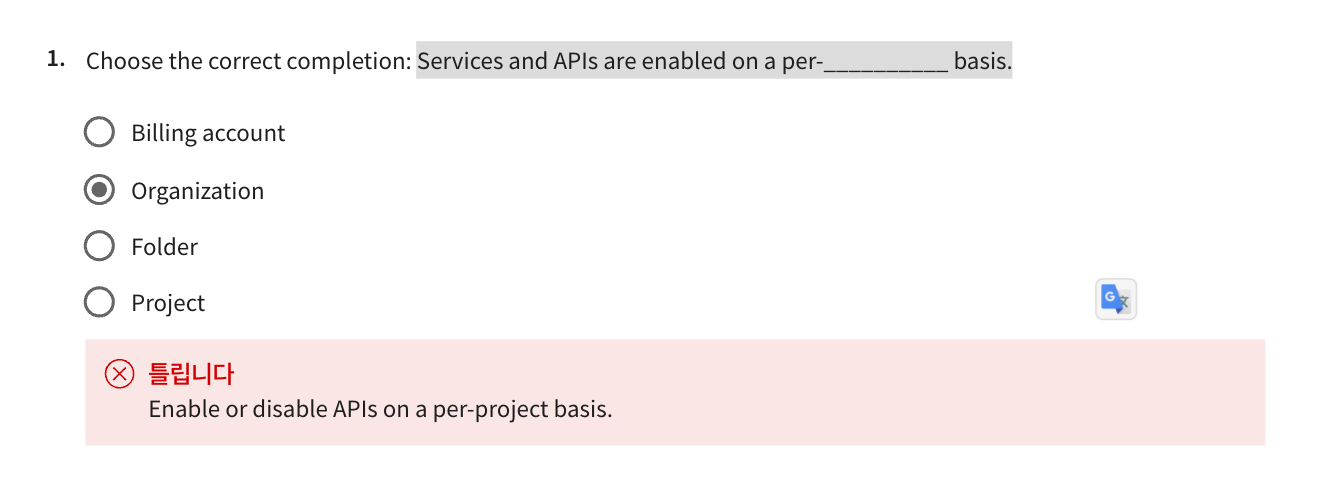 1. Choose the correct completion: Services and APIs are enabled on a per-__________ basis.
Billing account
Organization
Folder
Project
틀립니다
Enable or disable APIs on a per-project basis.